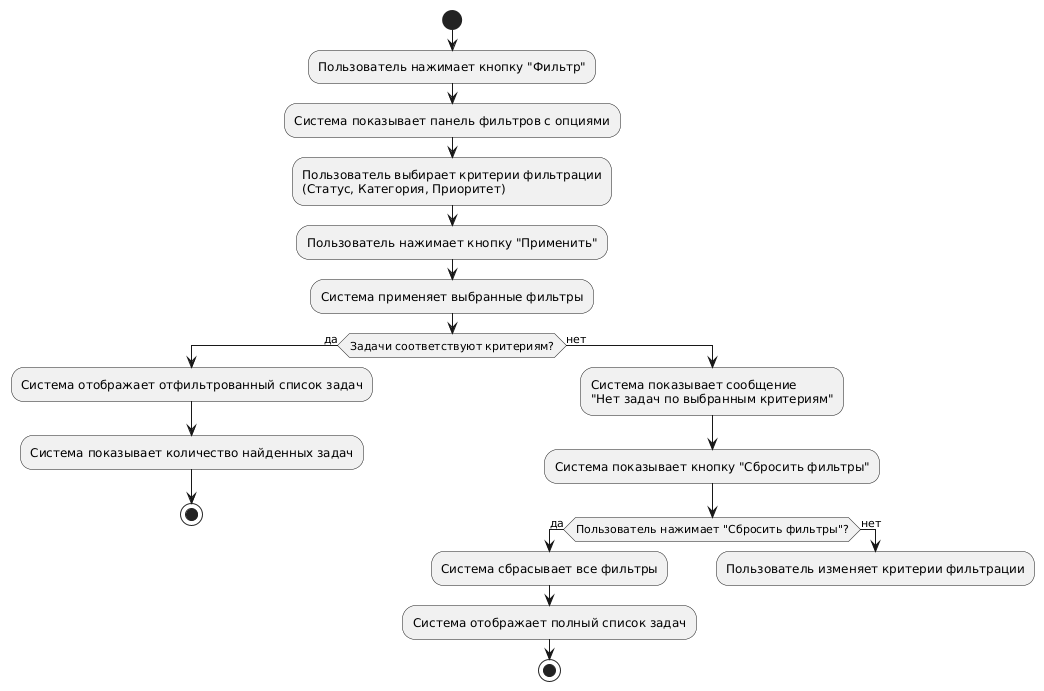 Пользователь нажимает кнопку "Фильтр"
Система показывает панель фильтров с опциями
Пользователь выбирает критерии фильтрации
(Статус, Категория, Приоритет)
Пользователь нажимает кнопку "Применить"
Система применяет выбранные фильтры
да
Задачи соответствуют критериям?
нет
Система отображает отфильтрованный список задач
Система показывает количество найденных задач
Система показывает сообщение
"Нет задач по выбранным критериям"
Система показывает кнопку "Сбросить фильтры"
да
Пользователь нажимает "Сбросить фильтры"?
нет
Система сбрасывает все фильтры
Система отображает полный список задач
Пользователь изменяет критерии фильтрации